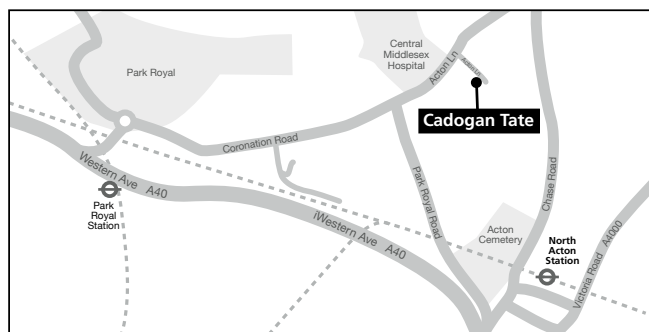 Park Royal
Central
Middlesex
Hospital
Acton Ln
Cadogan Tate
Coronation Road
Western Ave A40
Park
Royal
Station
iWestern Ave A40
Park Royal Road
Chase Road
Acton
Cemetery
North
Acton
Station
Victoria Road A4000